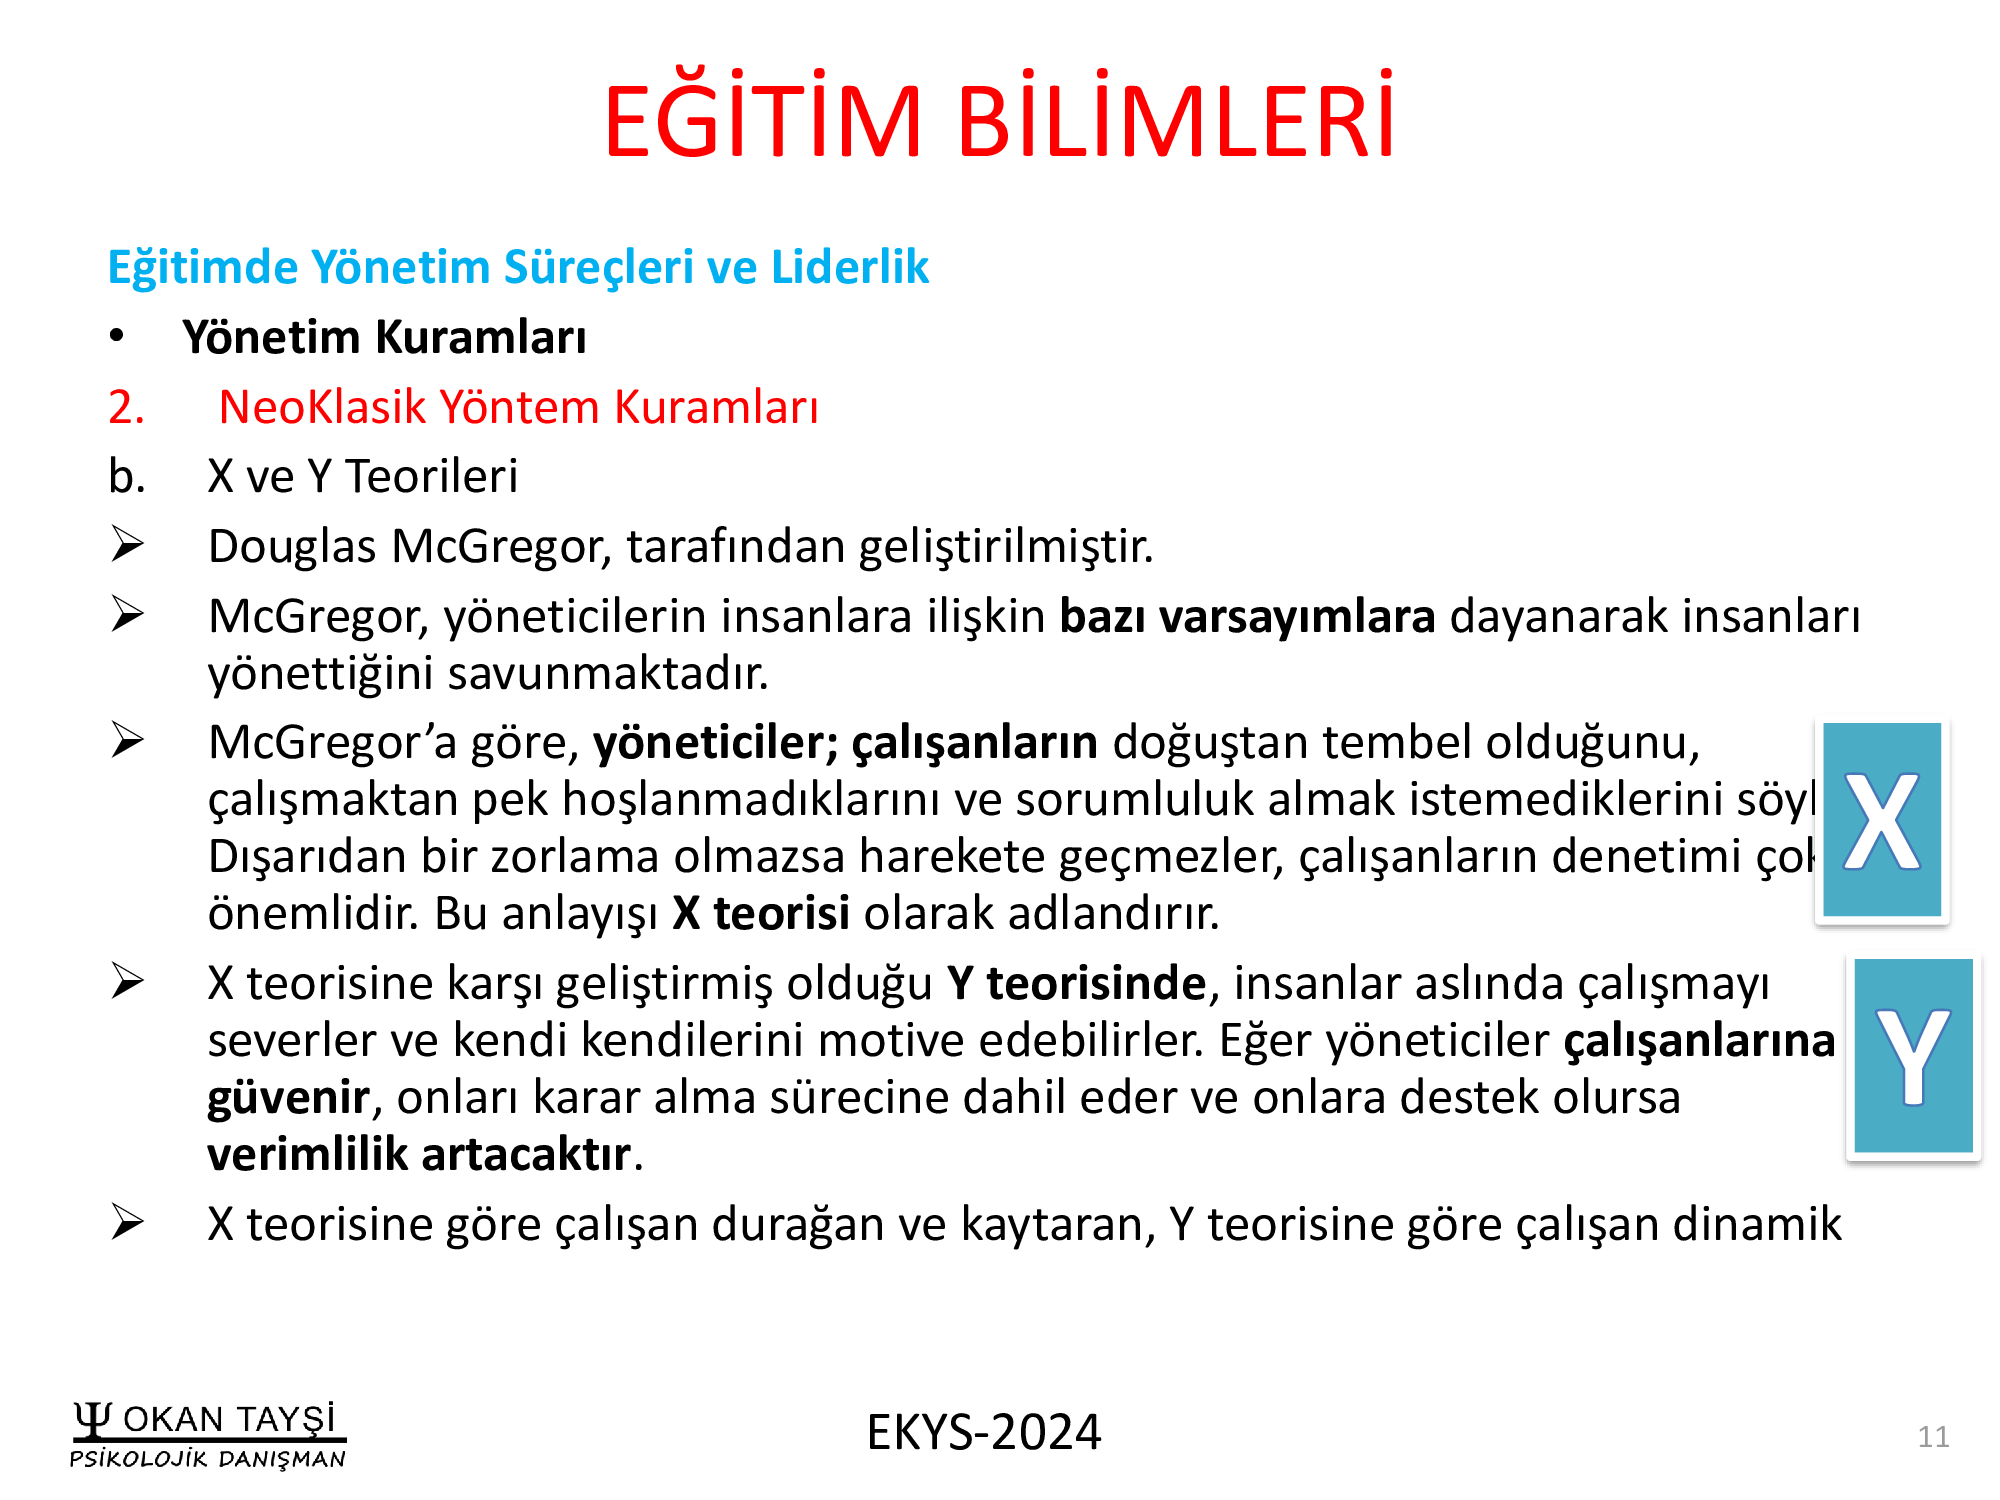 EĞİTİM BİLİMLERİ
Eğitimde Yönetim Süreçleri ve Liderlik
• Yönetim Kuramları
2. NeoKlasik Yöntem Kuramları
b. X ve Y Teorileri
➢ Douglas McGregor, tarafından geliştirilmiştir.
➢ McGregor, yöneticilerin insanlara ilişkin bazı varsayımlara dayanarak insanları
yönettiğini savunmaktadır.
➢ McGregor’a göre, yöneticiler; çalışanların doğuştan tembel olduğunu,
çalışmaktan pek hoşlanmadıklarını ve sorumluluk almak istemediklerini
Dışarıdan bir zorlama olmazsa harekete geçmezler, çalışanların denetimi çok
önemlidir. Bu anlayışı X teorisi olarak adlandırır.
X
➢ X teorisine karşı geliştirmiş olduğu Y teorisinde, insanlar aslında çalışmayı
severler ve kendi kendilerini motive edebilirler. Eğer yöneticiler çalışanlarına
güvenir, onları karar alma sürecine dahil eder ve onlara destek olursa
verimlilik artacaktır.
Y
➢ X teorisine göre çalışan durağan ve kaytaran, Y teorisine göre çalışan dinamik
Ψ OKAN TAYŞİ
PSİKOLOJİK DANIŞMAN
EKYS-2024
11